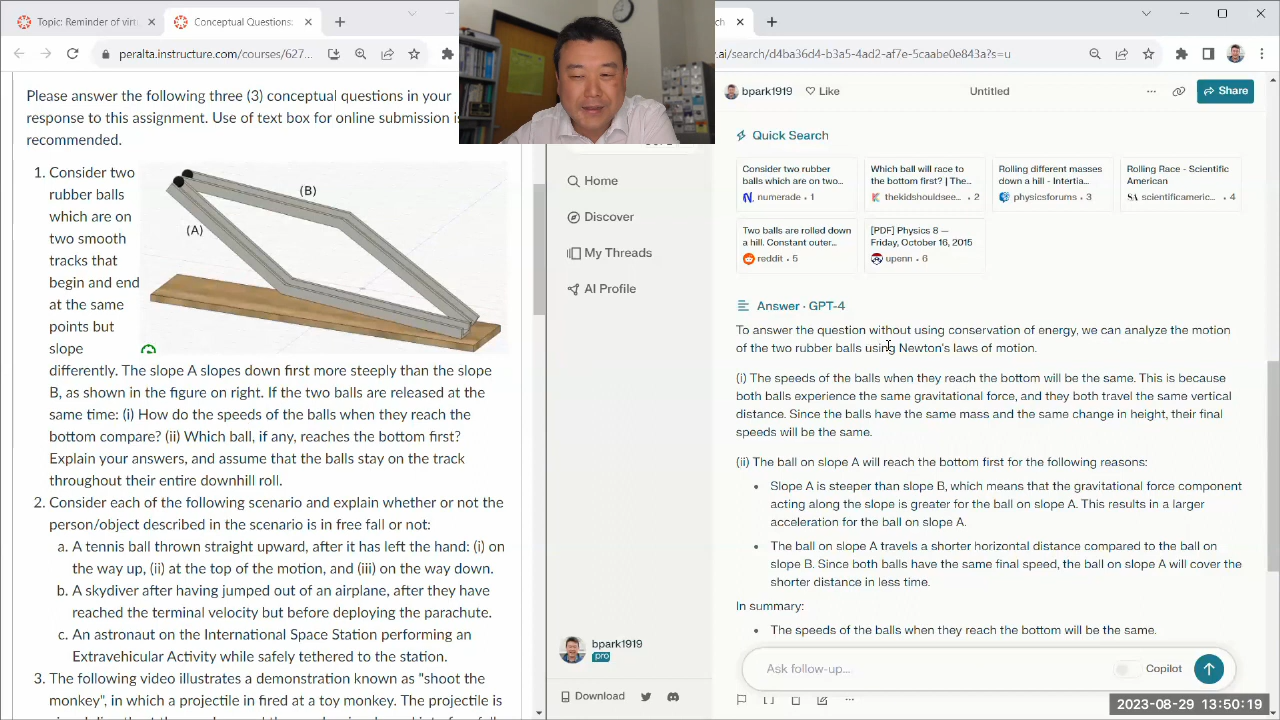 Topic: Reminder of virt
Conceptual Questions:
peralta.instructure.com/courses/627...
.ai/search/d4ba36d4-b3a5-4ad2-af7e-5caab0e0843a?s=u
Please answer the following three (3) conceptual questions in your
response to this assignment. Use of text box for online submission is
recommended.
1. Consider two
rubber balls
which are on
two smooth
tracks that
begin and end
at the same
points but
slope
(A)
(B)
differently. The slope A slopes down first more steeply than the slope
B, as shown in the figure on right. If the two balls are released at the
same time: (i) How do the speeds of the balls when they reach the
bottom compare? (ii) Which ball, if any, reaches the bottom first?
Explain your answers, and assume that the balls stay on the track
throughout their entire downhill roll.
2. Consider each of the following scenario and explain whether or not the
person/object described in the scenario is in free fall or not:
a. A tennis ball thrown straight upward, after it has left the hand: (i) on
the way up, (ii) at the top of the motion, and (iii) on the way down.
b. A skydiver after having jumped out of an airplane, after they have
reached the terminal velocity but before deploying the parachute.
c. An astronaut on the International Space Station performing an
Extravehicular Activity while safely tethered to the station.
3. The following video illustrates a demonstration known as "shoot the
monkey", in which a projectile in fired at a toy monkey. The projectile is
Home
Discover
My Threads
AI Profile
bpark1919
pro
Download
bpark1919
Like
Untitled
Share
Quick Search
Consider two rubber
balls which are on two...
numerade • 1
Which ball will race to
the bottom first? | The...
thekidshouldsee... • 2
Rolling different masses
down a hill - Intertia...
physicsforums • 3
Rolling Race - Scientific
American
scientificameric... • 4
Two balls are rolled down
a hill. Constant outer...
reddit • 5
[PDF] Physics 8 —
Friday, October 16, 2015
upenn • 6
Answer · GPT-4
To answer the question without using conservation of energy, we can analyze the motion
of the two rubber balls using Newton's laws of motion.
(i) The speeds of the balls when they reach the bottom will be the same. This is because
both balls experience the same gravitational force, and they both travel the same vertical
distance. Since the balls have the same mass and the same change in height, their final
speeds will be the same.
(ii) The ball on slope A will reach the bottom first for the following reasons:
• Slope A is steeper than slope B, which means that the gravitational force component
acting along the slope is greater for the ball on slope A. This results in a larger
acceleration for the ball on slope A.
• The ball on slope A travels a shorter horizontal distance compared to the ball on
slope B. Since both balls have the same final speed, the ball on slope A will cover the
shorter distance in less time.
In summary:
• The speeds of the balls when they reach the bottom will be the same.
Ask follow-up...
Copilot
2023-08-29 13:50:19